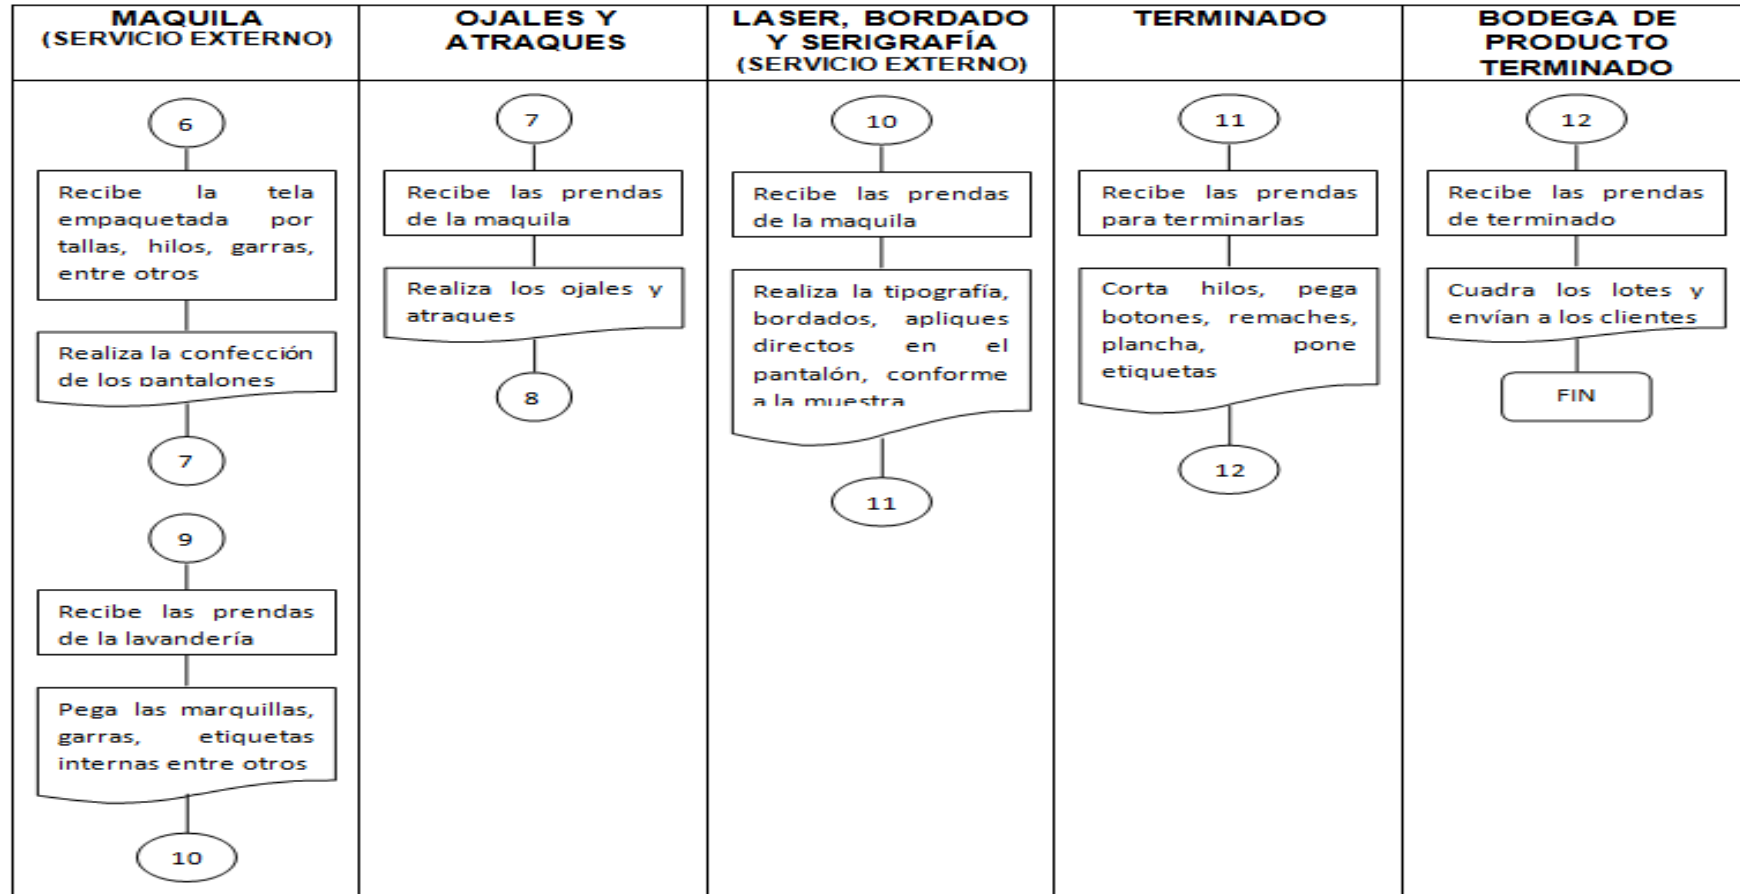 MAQUILA
(SERVICIO EXTERNO)
OJALES Y
ATRAQUES
LASER, BORDADO
Y SERIGRAFÍA
(SERVICIO EXTERNO)
TERMINADO
BODEGA DE
PRODUCTO
TERMINADO
6
Recibe la tela
empaquetada por
tallas, hilos, garras,
entre otros
Realiza la confección
de los pantalones
7
9
Recibe las prendas
de la lavandería
Pega las marquillas,
garras, etiquetas
internas entre otros
10
7
Recibe las prendas
de la maquila
Realiza los ojales y
atraques
8
10
Recibe las prendas
de la maquila
Realiza la tipografía,
bordados, apliques
directos en el
pantalón, conforme
a la muestra
11
11
Recibe las prendas
para terminarlas
Corta hilos, pega
botones, remaches,
plancha, pone
etiquetas
12
12
Recibe las prendas
de terminado
Cuadra los lotes y
envían a los clientes
FIN